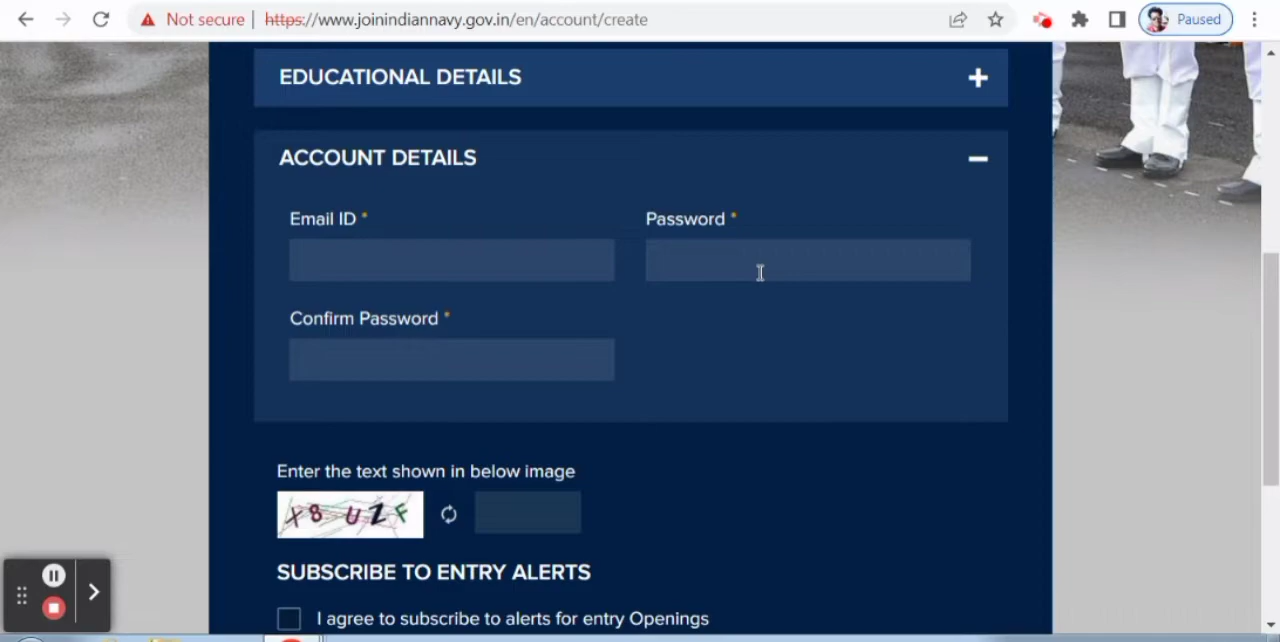 Not secure | https://www.joinindiannavy.gov.in/en/account/create
Paused
EDUCATIONAL DETAILS
ACCOUNT DETAILS
Email ID *
Password *
Confirm Password *
Enter the text shown in below image
X8UZF
SUBSCRIBE TO ENTRY ALERTS
I agree to subscribe to alerts for entry Openings